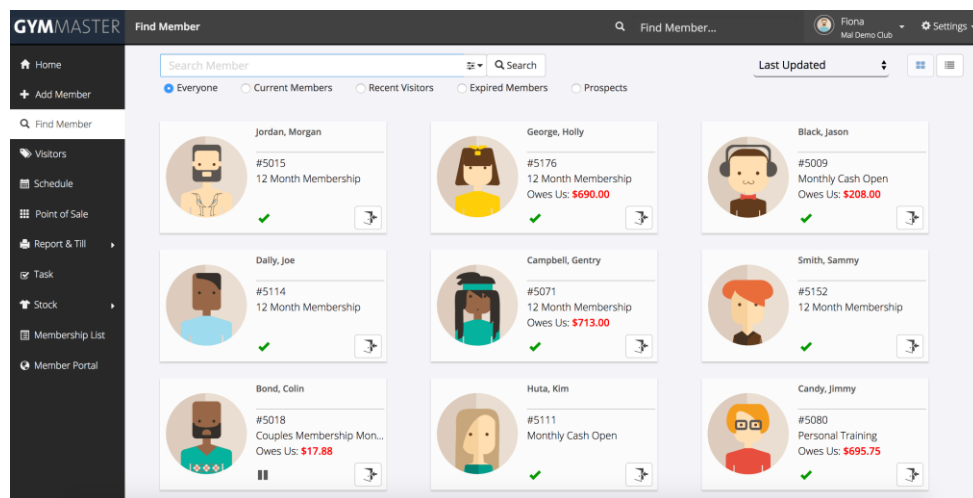 GYMMASTER
Find Member
Find Member...
Fiona
Mal Demo Club
Settings
Home
Add Member
Find Member
Visitors
Schedule
Point of Sale
Report & Till
Task
Stock
Membership List
Member Portal
Search Member
Search
Last Updated
Everyone
Current Members
Recent Visitors
Expired Members
Prospects
Jordan, Morgan
#5015
12 Month Membership
George, Holly
#5176
12 Month Membership
Owes Us: $690.00
Black, Jason
#5009
Monthly Cash Open
Owes Us: $208.00
Dally, Joe
#5114
12 Month Membership
Campbell, Gentry
#5071
12 Month Membership
Owes Us: $713.00
Smith, Sammy
#5152
12 Month Membership
Bond, Colin
#5018
Couples Membership Mon...
Owes Us: $17.88
Huta, Kim
#5111
Monthly Cash Open
Candy, Jimmy
#5080
Personal Training
Owes Us: $695.75